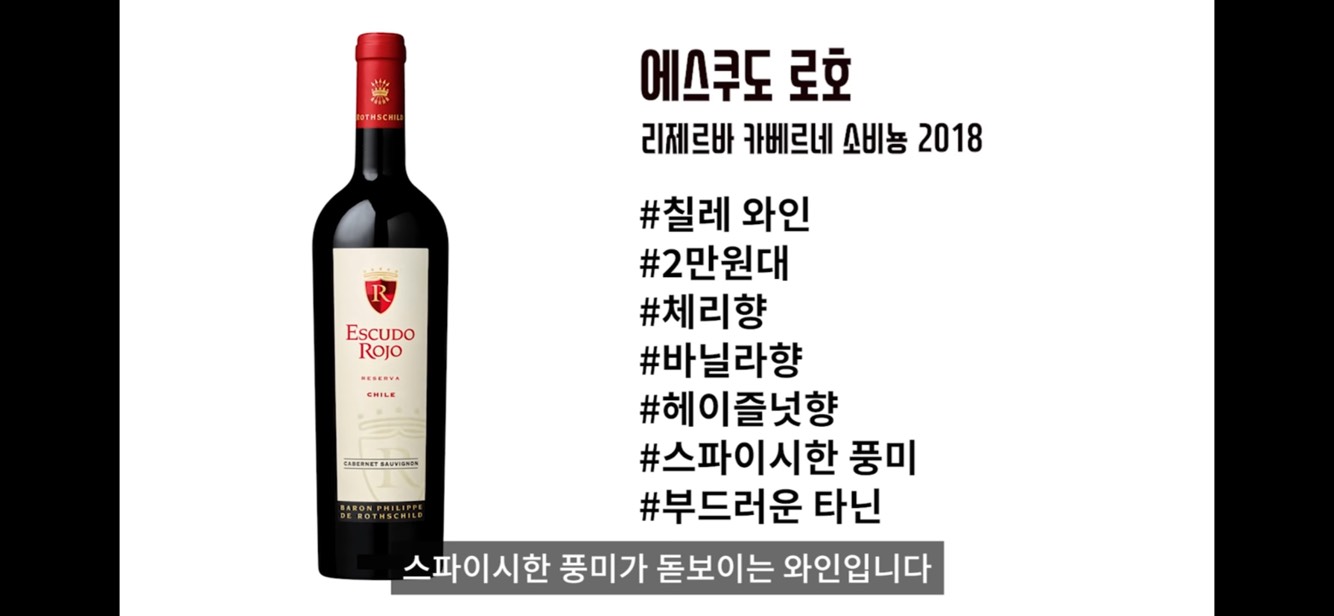 에스쿠도 로호
리제르바 카베르네 소비뇽 2018
#칠레 와인
#2만원대
#체리향
#바닐라향
#헤이즐넛향
#스파이시한 풍미
#부드러운 타닌
ROTHSCHILD
R
ESCUDO
ROJO
RESERVA
CHILE
R
CABERNET SAUVIGNON
BARON PHILIPPE
DE ROTHSCHILD
스파이시한 풍미가 돋보이는 와인입니다